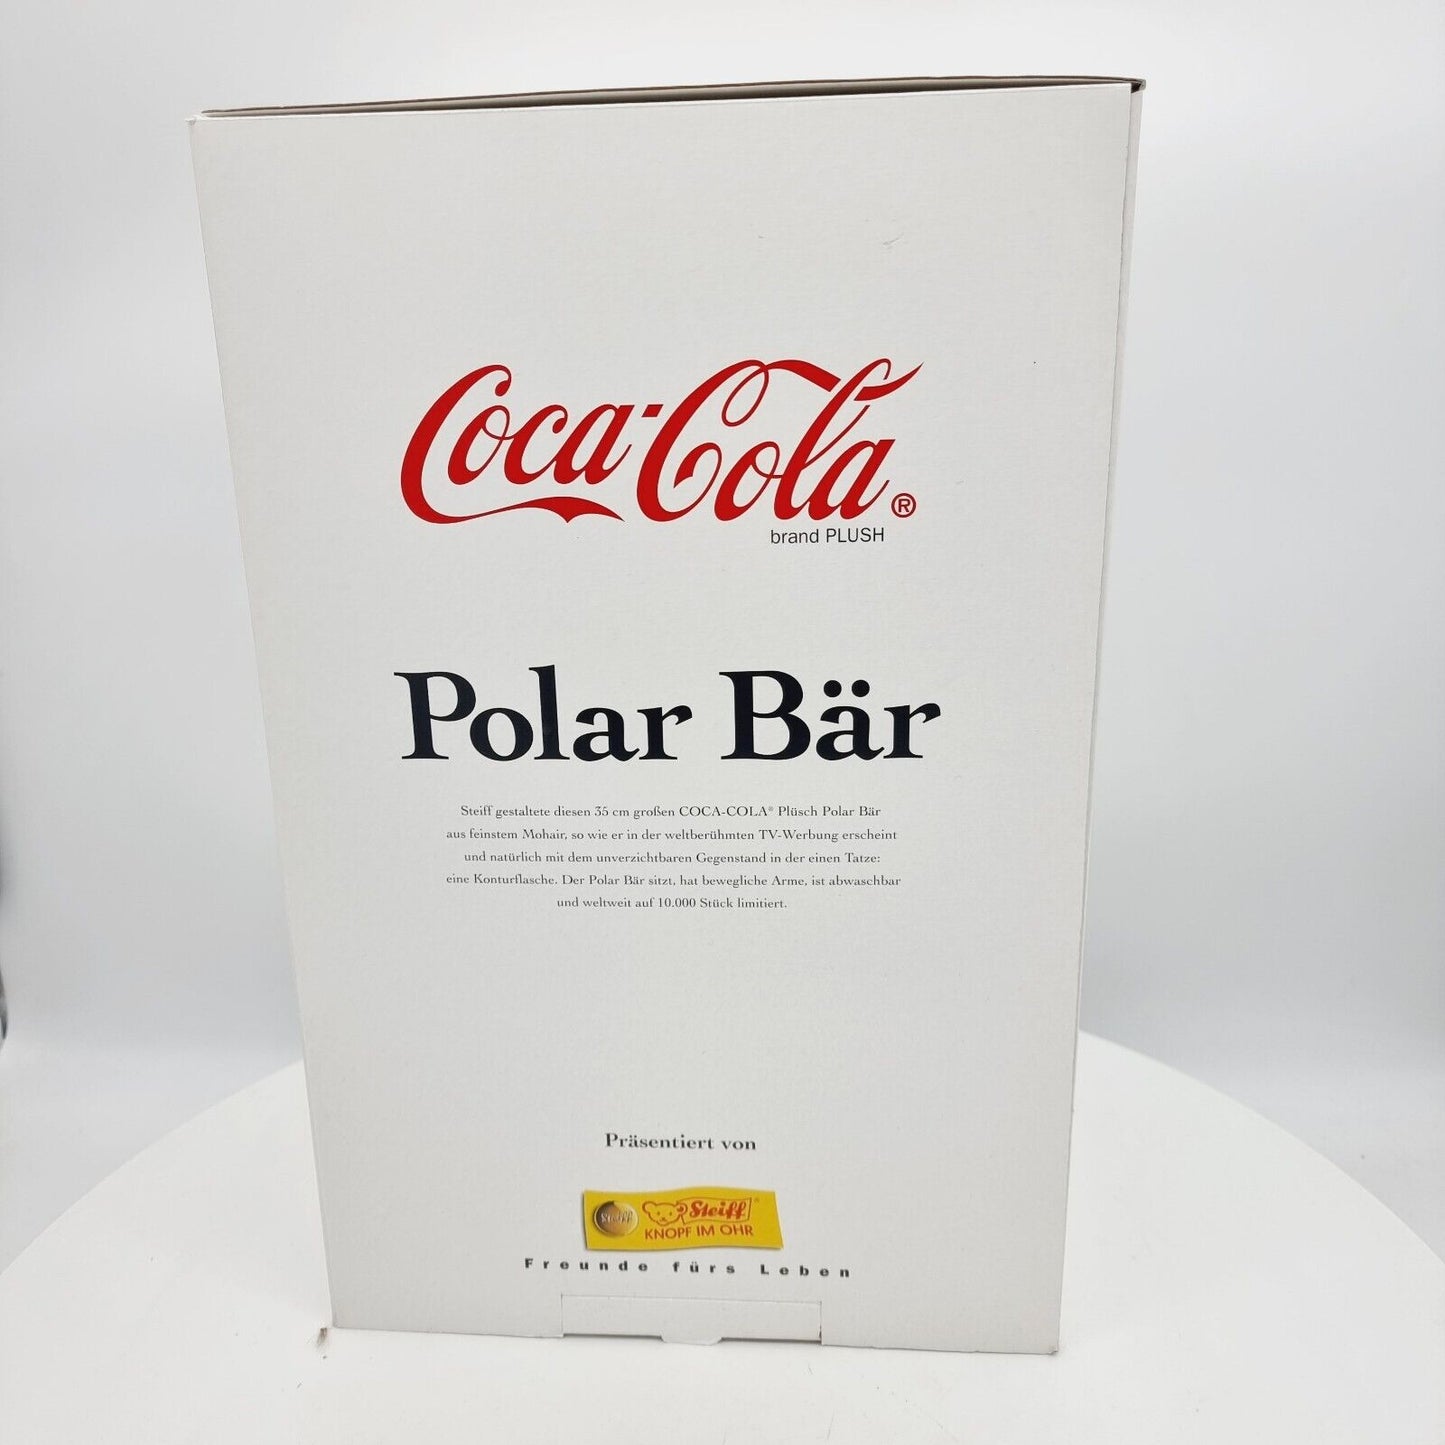 Coca-Cola®
brand PLUSH
Polar Bär
Steiff gestaltete diesen 35 cm großen COCA-COLA® Plüsch Polar Bär
aus feinstem Mohair, so wie er in der weltberühmten TV-Werbung erscheint
und natürlich mit dem unverzichtbaren Gegenstand in der einen Tatze:
eine Konturflasche. Der Polar Bär sitzt, hat bewegliche Arme, ist abwaschbar
und weltweit auf 10.000 Stück limitiert.
Präsentiert von
Steiff
Steiff®
KNOPF IM OHR
Freunde fürs Leben